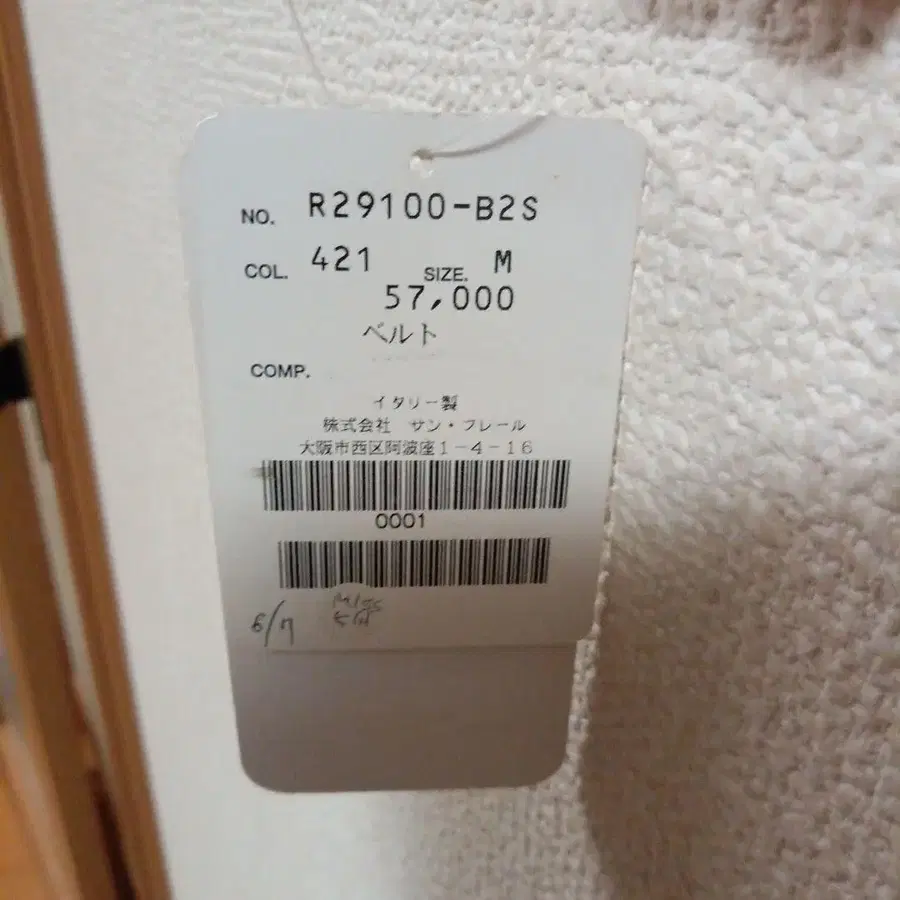 NO. R29100-B2S
COL. 421 SIZE. M
57,000
ベルト
COMP.
イタリー製
株式会社 サン・フレール
大阪市西区阿波座1-4-16
0001
6/7